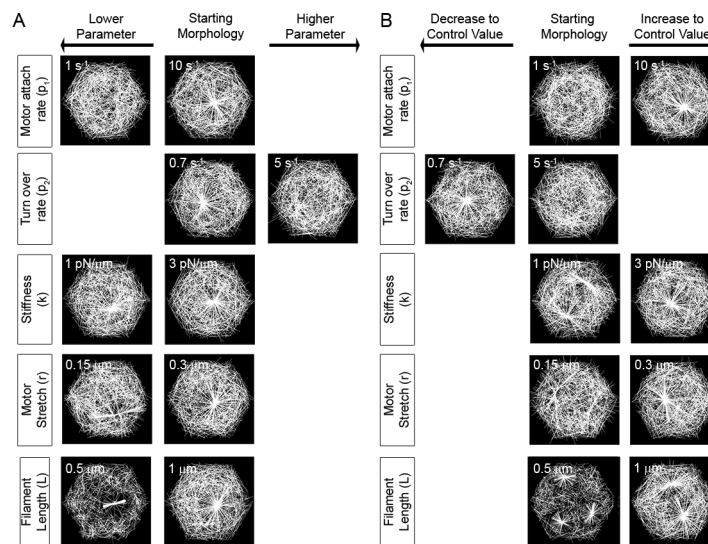 A
Lower
Parameter
Starting
Morphology
Higher
Parameter
Motor attach
rate (p1)
1 s-1
10 s-1
Turn over
rate (p2)
0.7 s-1
5 s-1
Stiffness
(k)
1 pN/μm
3 pN/μm
Motor
Stretch (r)
0.15 μm
0.3 μm
Filament
Length (L)
0.5 μm
1 μm
B
Decrease to
Control Value
Starting
Morphology
Increase to
Control Value
Motor attach
rate (p1)
1 s-1
10 s-1
Turn over
rate (p2)
0.7 s-1
5 s-1
Stiffness
(k)
1 pN/μm
3 pN/μm
Motor
Stretch (r)
0.15 μm
0.3 μm
Filament
Length (L)
0.5 μm
1 μm